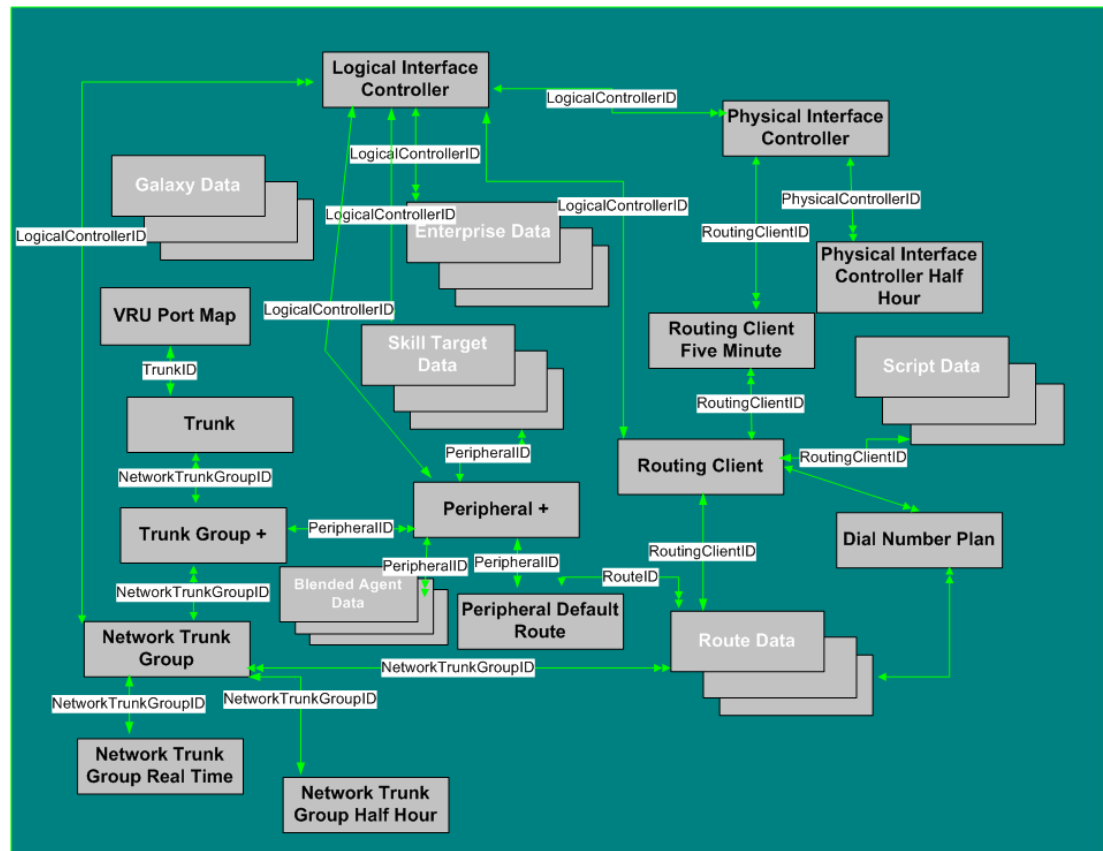 Logical Interface
Controller
LogicalControllerID
Physical Interface
Controller
LogicalControllerID
Galaxy Data
PhysicalControllerID
LogicalControllerID
LogicalControllerID
LogicalControllerID
Enterprise Data
RoutingClientID
LogicalControllerID
Physical Interface
Controller Half
Hour
LogicalControllerID
VRU Port Map
Routing Client
Five Minute
Skill Target
Data
Script Data
TrunkID
RoutingClientID
Trunk
PeripheralID
RoutingClientID
Routing Client
NetworkTrunkGroupID
Peripheral +
Trunk Group +
PeripheralID
Dial Number Plan
RoutingClientID
PeripheralID
PeripheralID
RouteID
Blended Agent
Data
NetworkTrunkGroupID
Peripheral Default
Route
Network Trunk
Group
Route Data
NetworkTrunkGroupID
NetworkTrunkGroupID
NetworkTrunkGroupID
Network Trunk
Group Real Time
Network Trunk
Group Half Hour